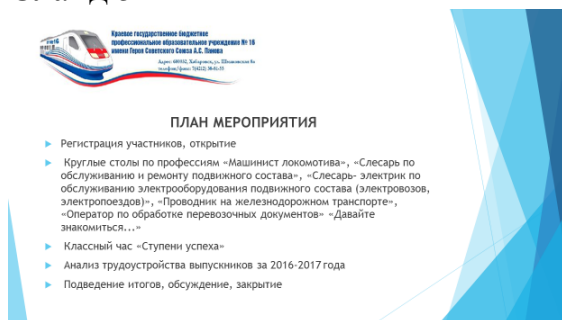 Краевое государственное бюджетное
профессиональное образовательное учреждения № 16
имени Героя Советского Союза А.С. Панова
ПЛАН МЕРОПРИЯТИЯ
Регистрация участников, открытие
Круглые столы по профессиям «Машинист локомотива», «Слесарь по
обслуживанию и ремонту подвижного состава», «Слесарь- электрик по
обслуживанию электрооборудования подвижного состава (электровозов,
электропоездов)», «Проводник на железнодорожном транспорте»,
«Оператор по обработке перевозочных документов» «Давайте
знакомиться...»
Классный час «Ступени успеха»
Анализ трудоустройства выпускников за 2016-2017 года
Подведение итогов, обсуждение, закрытие